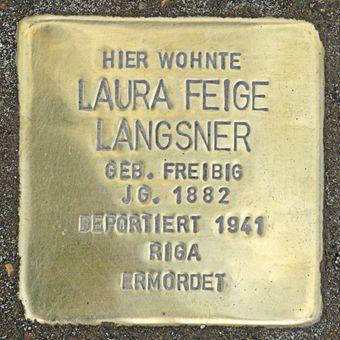 HIER WOHNTE
LAURA FEIGE
LANGSNER
GEB. FREIBIG
JG. 1882
DEPORTIERT 1941
RIGA
ERMORDET